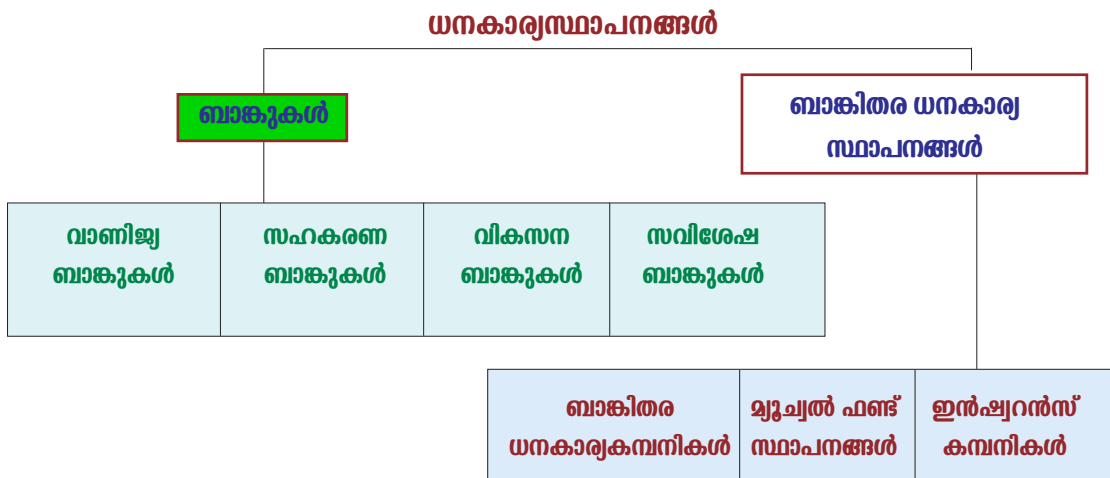 ധനകാര്യസ്ഥാപനങ്ങൾ
ബാങ്കുകൾ
ബാങ്കിതര ധനകാര്യ
സ്ഥാപനങ്ങൾ
വാണിജ്യ
ബാങ്കുകൾ
സഹകരണ
ബാങ്കുകൾ
വികസന
ബാങ്കുകൾ
സവിശേഷ
ബാങ്കുകൾ
ബാങ്കിതര
ധനകാര്യകമ്പനികൾ
മ്യൂച്വൽ ഫണ്ട്
സ്ഥാപനങ്ങൾ
ഇൻഷ്വറൻസ്
കമ്പനികൾ